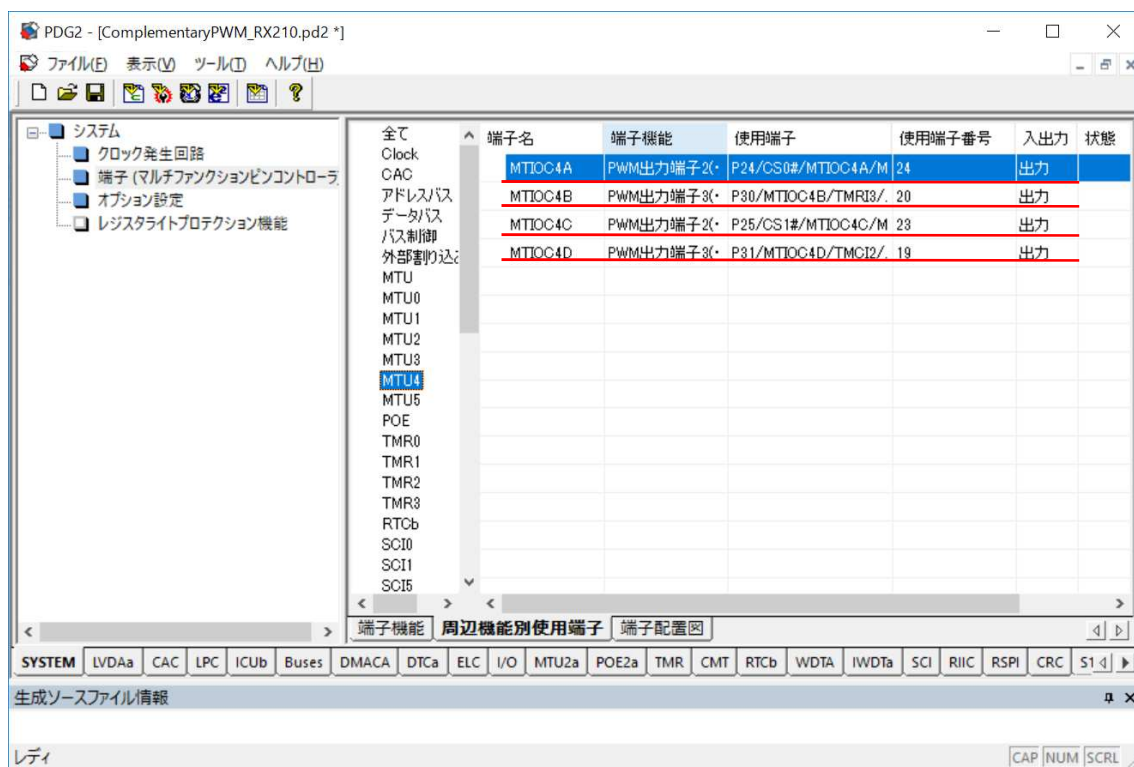 PDG2 - [ComplementaryPWM_RX210.pd2 *]
ファイル(F) 表示(V) ツール(T) ヘルプ(H)
システム
クロック発生回路
端子 (マルチファンクションピンコントローラ
オプション設定
レジスタライトプロテクション機能
全て
Clock
CAC
アドレスバス
データバス
バス制御
外部割り込
MTU
MTU0
MTU1
MTU2
MTU3
MTU4
MTU5
POE
TMR0
TMR1
TMR2
TMR3
RTCb
SCI0
SCI1
SCI5
端子名 端子機能 使用端子 使用端子番号 入出力 状態
MTIOC4A PWM出力端子2(・ P24/CS0#/MTIOC4A/M 24 出力
MTIOC4B PWM出力端子3(・ P30/MTIOC4B/TMRI3/. 20 出力
MTIOC4C PWM出力端子2(・ P25/CS1#/MTIOC4C/M 23 出力
MTIOC4D PWM出力端子3(・ P31/MTIOC4D/TMCI2/. 19 出力
端子機能 周辺機能別使用端子 端子配置図
SYSTEM LVDAa CAC LPC ICUb Buses DMACA DTCa ELC I/O MTU2a POE2a TMR CMT RTCb WDTA IWDTa SCI RIIC RSPI CRC S1
生成ソースファイル情報
レディ CAP NUM SCRL